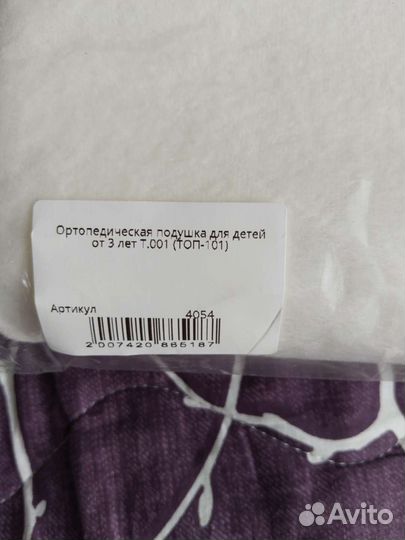 Ортопедическая подушка для детей
от 3 лет Т.001 (ТОП-101)
Артикул 4054
2 007420 866187
Avito